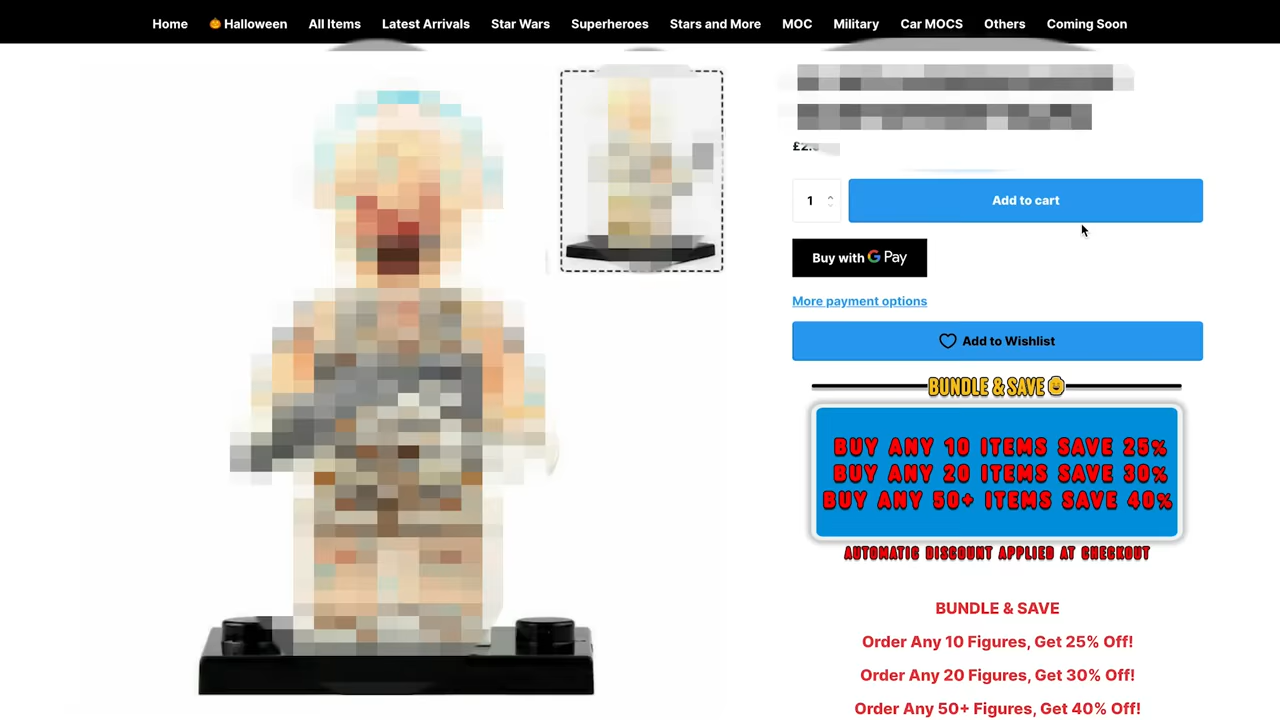 Home 🎃Halloween All Items Latest Arrivals Star Wars Superheroes Stars and More MOC Military Car MOCS Others Coming Soon
1
Add to cart
Buy with G Pay
More payment options
Add to Wishlist
BUNDLE & SAVE
BUY ANY 10 ITEMS SAVE 25%
BUY ANY 20 ITEMS SAVE 30%
BUY ANY 50+ ITEMS SAVE 40%
AUTOMATIC DISCOUNT APPLIED AT CHECKOUT
BUNDLE & SAVE
Order Any 10 Figures, Get 25% Off!
Order Any 20 Figures, Get 30% Off!
Order Any 50+ Figures, Get 40% Off!